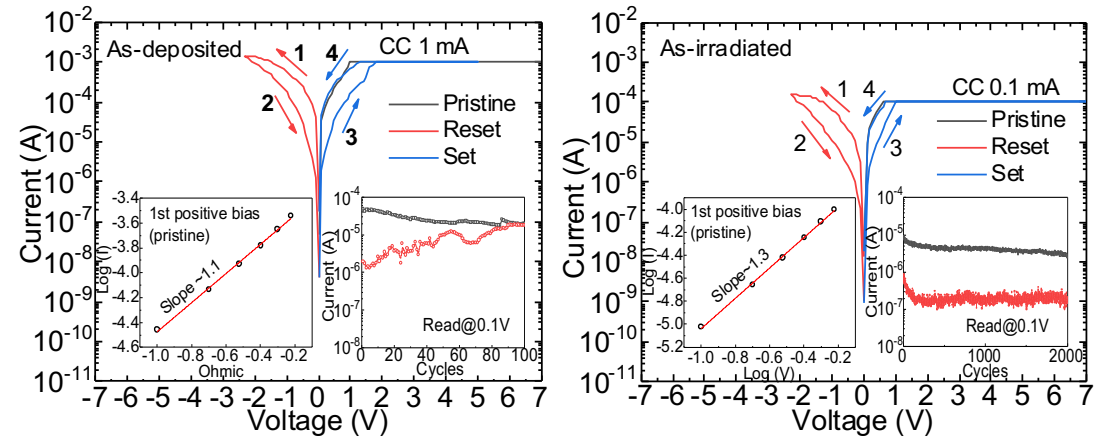 As-deposited
CC 1 mA
1
4
2
3
Pristine
Reset
Set
Current (A)
10⁻²
10⁻³
10⁻⁴
10⁻⁵
10⁻⁶
10⁻⁷
10⁻⁸
10⁻⁹
10⁻¹⁰
10⁻¹¹
-7 -6 -5 -4 -3 -2 -1 0 1 2 3 4 5 6 7
Voltage (V)
1st positive bias
(pristine)
Slope~1.1
Log (I)
-3.4
-3.6
-3.8
-4.0
-4.2
-4.4
-4.6
-1.0 -0.8 -0.6 -0.4 -0.2
Ohmic
Current (A)
10⁻⁴
10⁻⁵
10⁻⁶
10⁻⁷
10⁻⁸
Read@0.1V
0 20 40 60 80 100
Cycles
As-irradiated
CC 0.1 mA
1
4
2
3
Pristine
Reset
Set
Current (A)
10⁻²
10⁻³
10⁻⁴
10⁻⁵
10⁻⁶
10⁻⁷
10⁻⁸
10⁻⁹
10⁻¹⁰
10⁻¹¹
-7 -6 -5 -4 -3 -2 -1 0 1 2 3 4 5 6 7
Voltage (V)
1st positive bias
(pristine)
Slope~1.3
Log (I)
-4.0
-4.2
-4.4
-4.6
-4.8
-5.0
-5.2
-1.0 -0.8 -0.6 -0.4 -0.2
Log (V)
Current (A)
10⁻⁴
10⁻⁵
10⁻⁶
10⁻⁷
10⁻⁸
Read@0.1V
0 1000 2000
Cycles